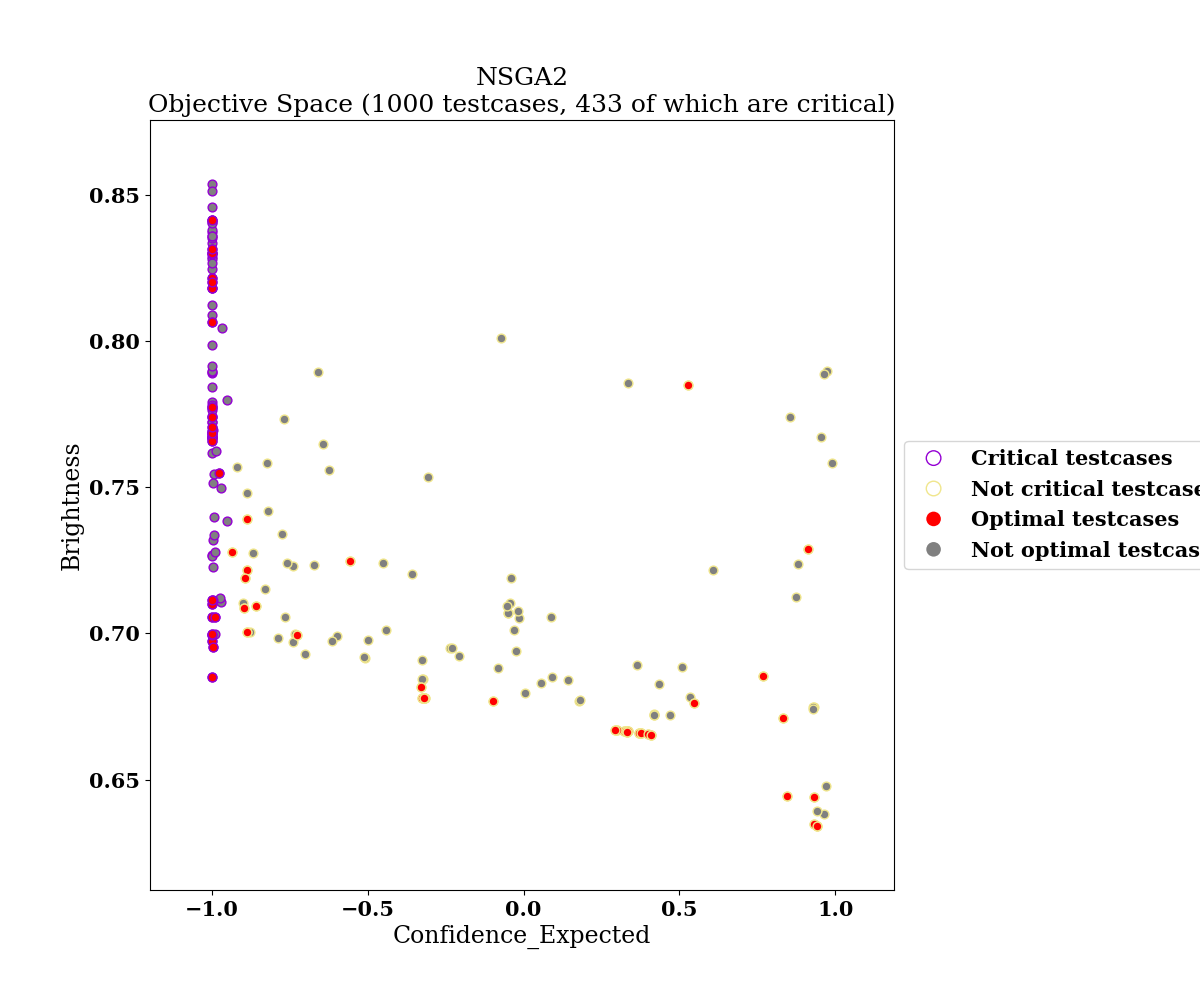 NSGA2
Objective Space (1000 testcases, 433 of which are critical)
0.85
0.80
0.75
0.70
0.65
Brightness
−1.0
−0.5
0.0
0.5
1.0
Confidence_Expected
Critical testcases
Not critical testcase
Optimal testcases
Not optimal testcas